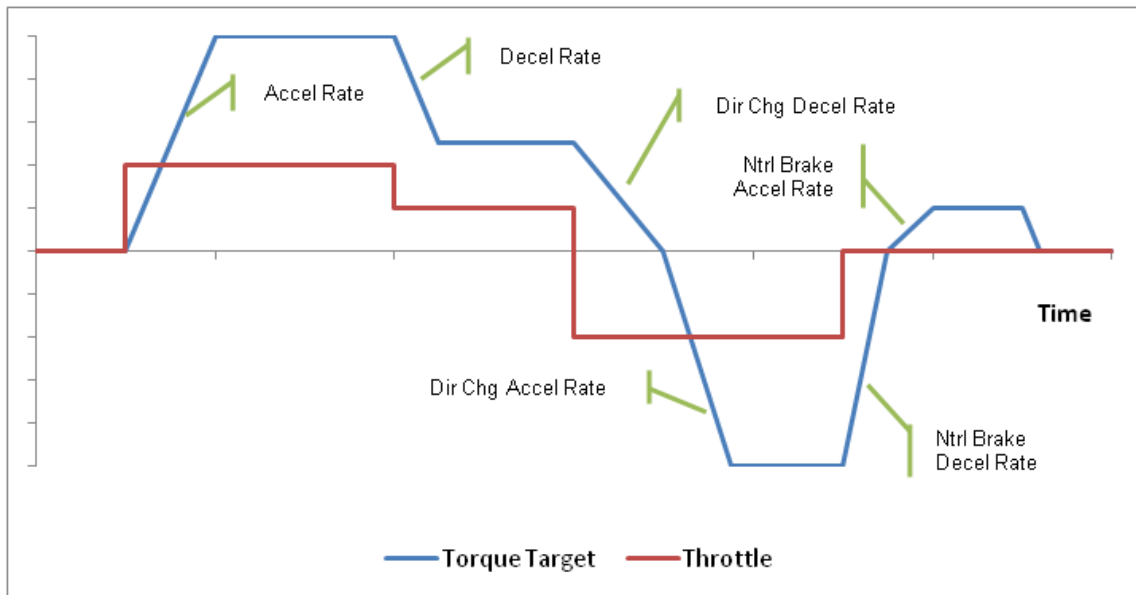 Accel Rate
Decel Rate
Dir Chg Decel Rate
Ntrl Brake
Accel Rate
Time
Dir Chg Accel Rate
Ntrl Brake
Decel Rate
Torque Target
Throttle